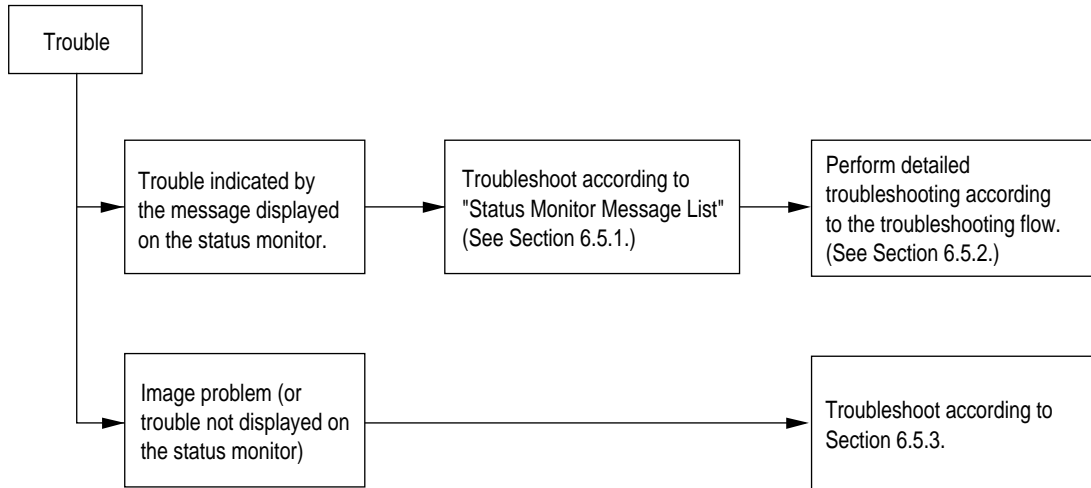 Trouble
Trouble indicated by
the message displayed
on the status monitor.
Troubleshoot according to
"Status Monitor Message List"
(See Section 6.5.1.)
Perform detailed
troubleshooting according
to the troubleshooting flow.
(See Section 6.5.2.)
Image problem (or
trouble not displayed on
the status monitor)
Troubleshoot according to
Section 6.5.3.